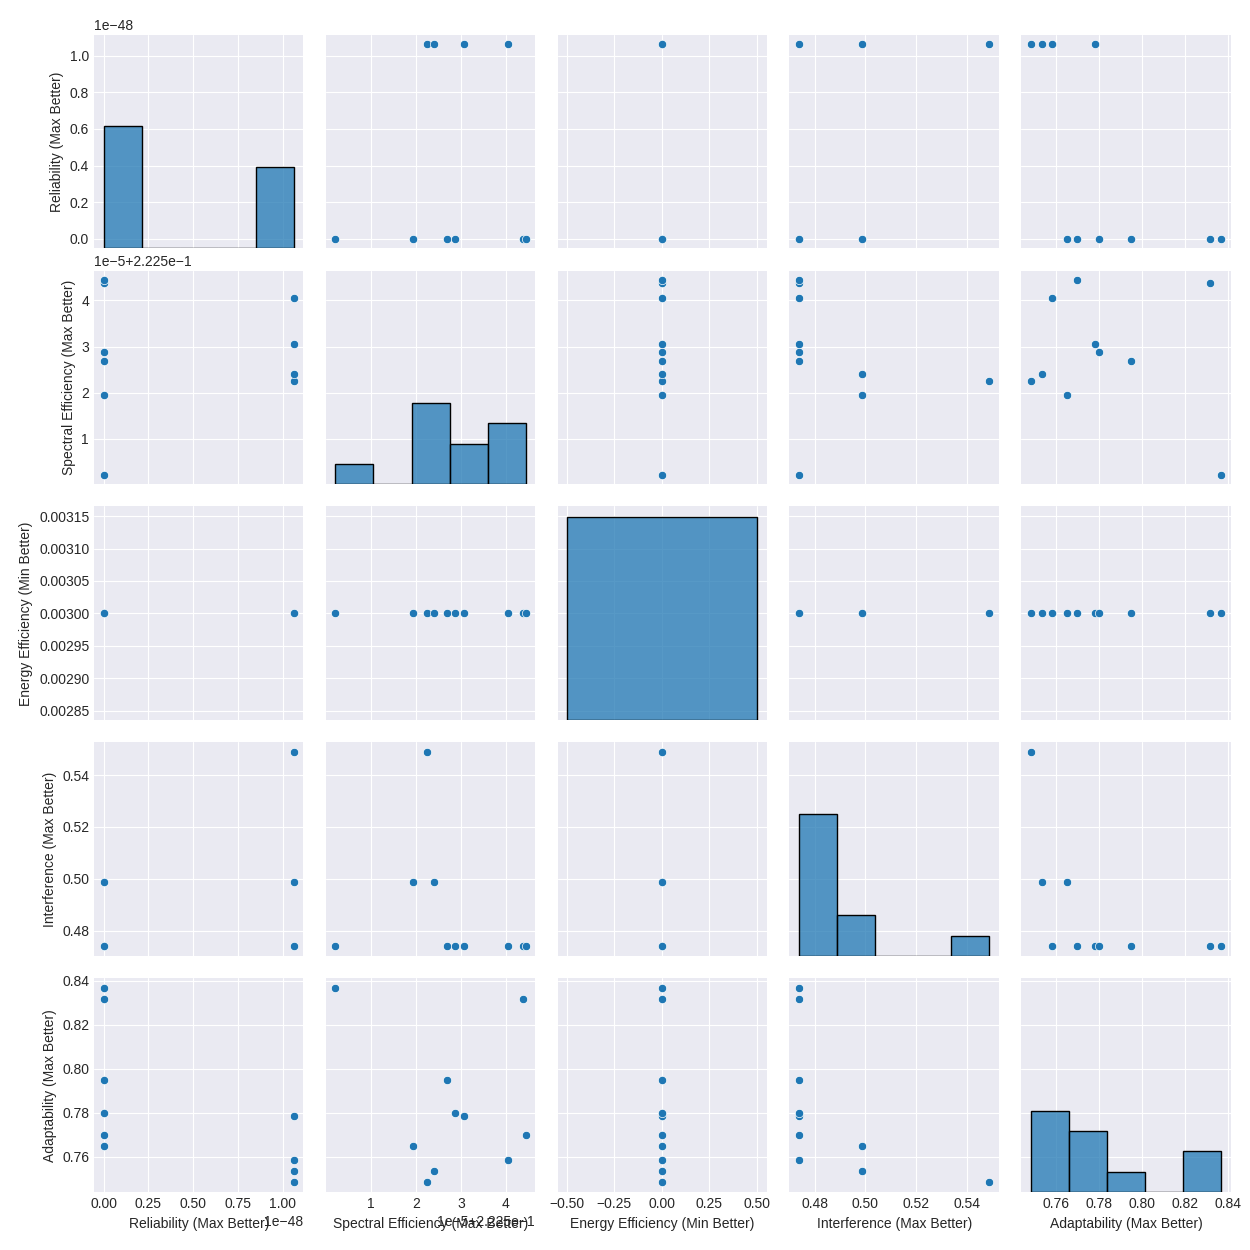 1e−48
1.0
0.8
0.6
0.4
0.2
0.0
Reliability (Max Better)
1e−5+2.225e−1
4
3
2
1
Spectral Efficiency (Max Better)
0.00315
0.00310
0.00305
0.00300
0.00295
0.00290
0.00285
Energy Efficiency (Min Better)
0.54
0.52
0.50
0.48
Interference (Max Better)
0.84
0.82
0.80
0.78
0.76
Adaptability (Max Better)
0.00 0.25 0.50 0.75 1.00
1e−48
Reliability (Max Better)
1 2 3 4
1e−5+2.225e−1
Spectral Efficiency (Max Better)
−0.50 −0.25 0.00 0.25 0.50
Energy Efficiency (Min Better)
0.48 0.50 0.52 0.54
Interference (Max Better)
0.76 0.78 0.80 0.82 0.84
Adaptability (Max Better)